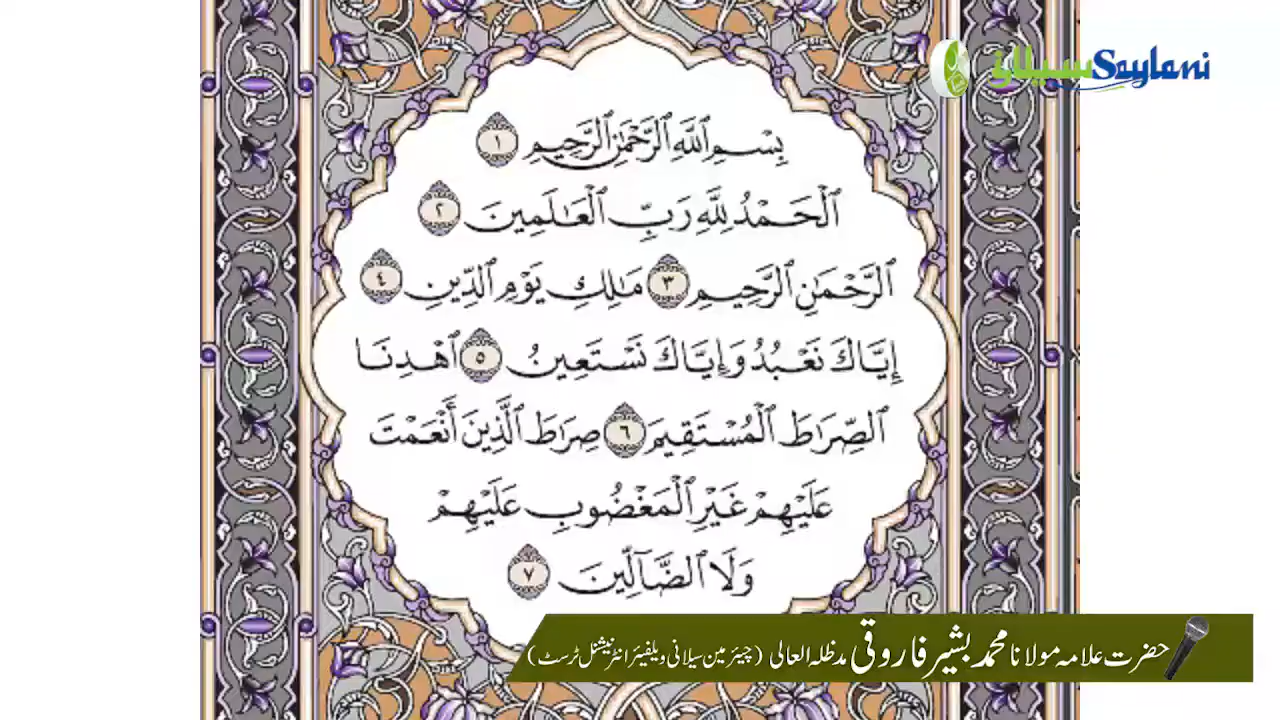 سیلانی Saylani
بِسْمِ ٱللَّهِ ٱلرَّحْمَٰنِ ٱلرَّحِيمِ ١
ٱلْحَمْدُ لِلَّهِ رَبِّ ٱلْعَٰلَمِينَ ٢
ٱلرَّحْمَٰنِ ٱلرَّحِيمِ ٣ مَٰلِكِ يَوْمِ ٱلدِّينِ ٤
إِيَّاكَ نَعْبُدُ وَإِيَّاكَ نَسْتَعِينُ ٥ ٱهْدِنَا
ٱلصِّرَٰطَ ٱلْمُسْتَقِيمَ ٦ صِرَٰطَ ٱلَّذِينَ أَنْعَمْتَ
عَلَيْهِمْ غَيْرِ ٱلْمَغْضُوبِ عَلَيْهِمْ
وَلَا ٱلضَّآلِّينَ ٧
حضرت علامہ مولانا محمد بشیر فاروقی مدظلہ العالی (چیئرمین سیلانی ویلفیئر انٹرنیشنل ٹرسٹ)